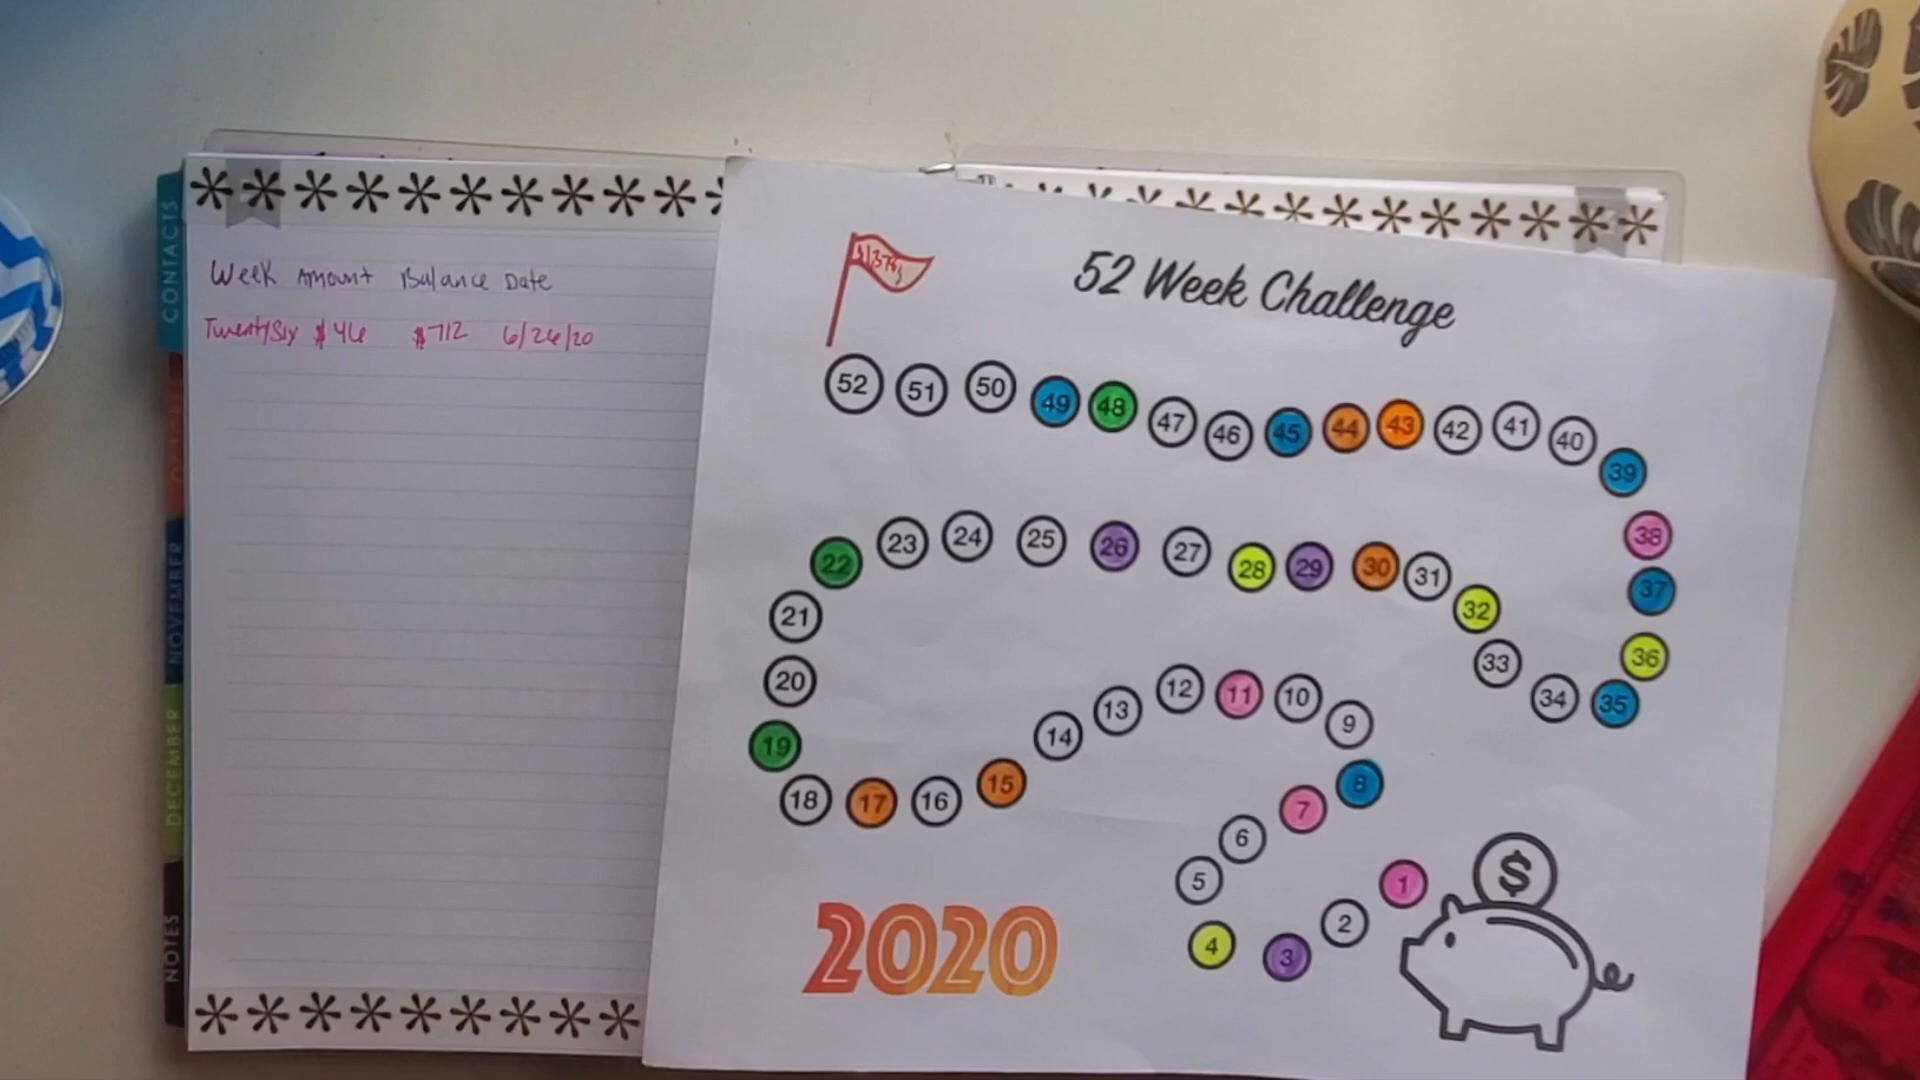 CONTACTS
NOVEMBER
DECEMBER
NOTES
Week Amount Balance Date
TwentySix $46 $712 6/26/20
$1378
52 Week Challenge
52 51 50 49 48 47 46 45 44 43 42 41 40 39
38
37
36
22 23 24 25 26 27 28 29 30 31 32
21
33 34 35
20
19
18 17 16 15 14 13 12 11 10 9
8
7
6
5
4 3 2 1
$
2020